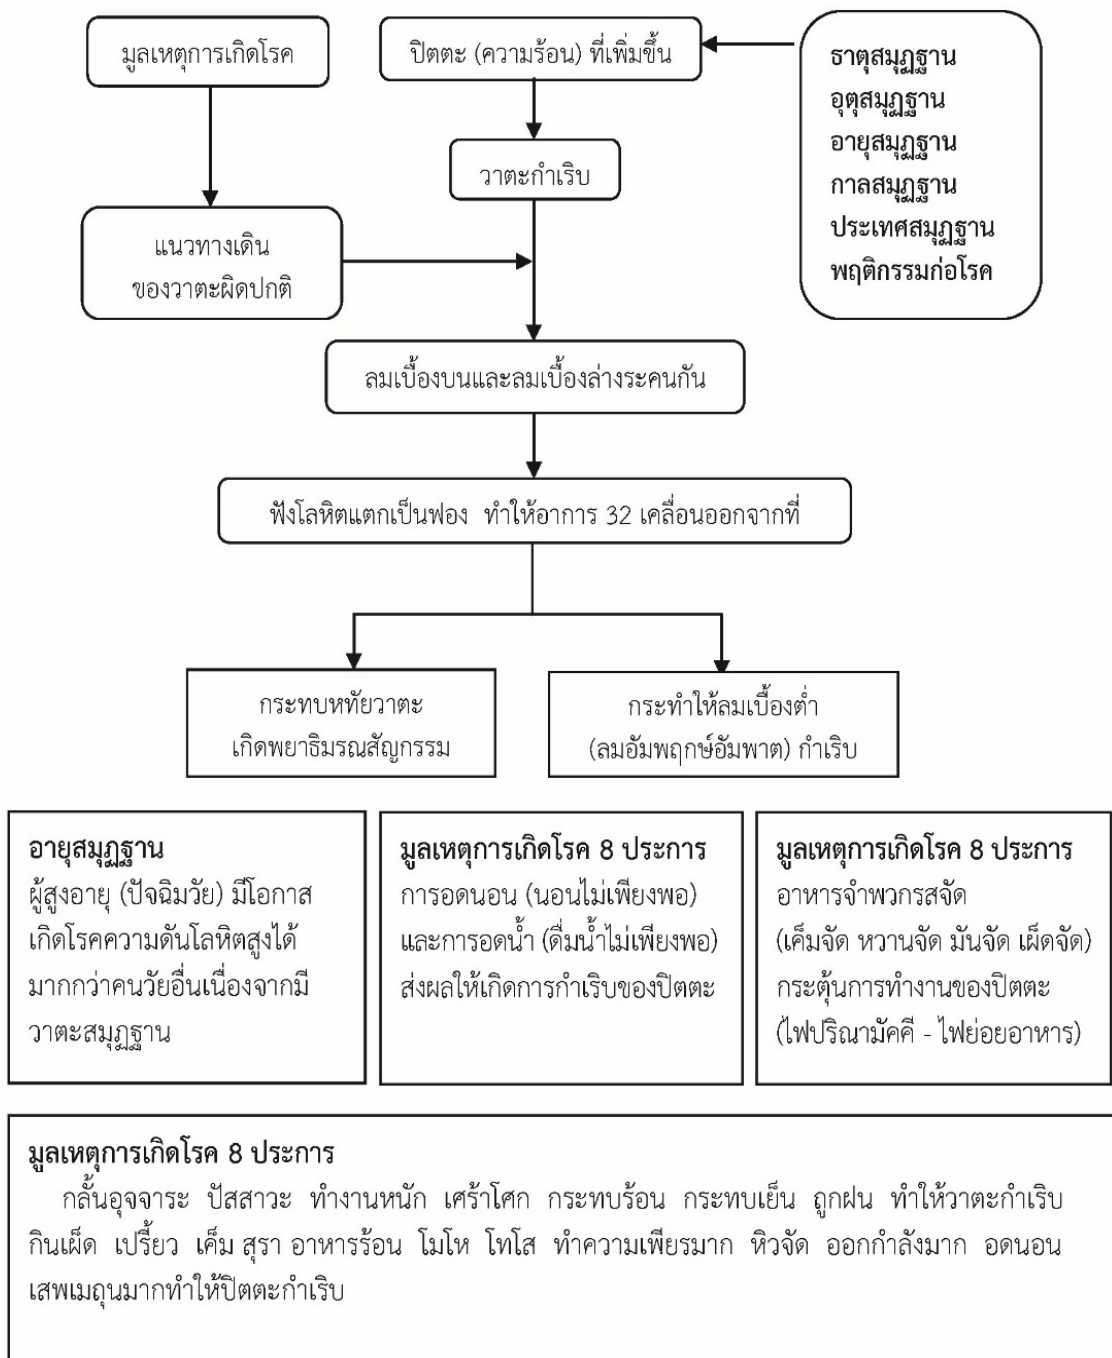 มูลเหตุการเกิดโรค
ปิตตะ (ความร้อน) ที่เพิ่มขึ้น
ธาตุสมุฏฐาน
อุตุสมุฏฐาน
อายุสมุฏฐาน
กาลสมุฏฐาน
ประเทศสมุฏฐาน
พฤติกรรมก่อโรค
วาตะกำเริบ
แนวทางเดิน
ของวาตะผิดปกติ
ลมเบื้องบนและลมเบื้องล่างระคนกัน
ฟังโลหิตแตกเป็นฟอง ทำให้อาการ 32 เคลื่อนออกจากที่
กระทบหทัยวาตะ
เกิดพยาธิมรณสัญกรรม
กระทำให้ลมเบื้องต่ำ
(ลมอัมพฤกษ์อัมพาต) กำเริบ
อายุสมุฏฐาน
ผู้สูงอายุ (ปัจฉิมวัย) มีโอกาส
เกิดโรคความดันโลหิตสูงได้
มากกว่าคนวัยอื่นเนื่องจากมี
วาตะสมุฏฐาน
มูลเหตุการเกิดโรค 8 ประการ
การอดนอน (นอนไม่เพียงพอ)
และการอดน้ำ (ดื่มน้ำไม่เพียงพอ)
ส่งผลให้เกิดการกำเริบของปิตตะ
มูลเหตุการเกิดโรค 8 ประการ
อาหารจำพวกรสจัด
(เค็มจัด หวานจัด มันจัด เผ็ดจัด)
กระตุ้นการทำงานของปิตตะ
(ไฟปริณามัคคี - ไฟย่อยอาหาร)
มูลเหตุการเกิดโรค 8 ประการ
กลั้นอุจจาระ ปัสสาวะ ทำงานหนัก เศร้าโศก กระทบร้อน กระทบเย็น ถูกฝน ทำให้วาตะกำเริบ
กินเผ็ด เปรี้ยว เค็ม สุรา อาหารร้อน โมโห โทโส ทำความเพียรมาก หิวจัด ออกกำลังมาก อดนอน
เสพเมถุนมากทำให้ปิตตะกำเริบ